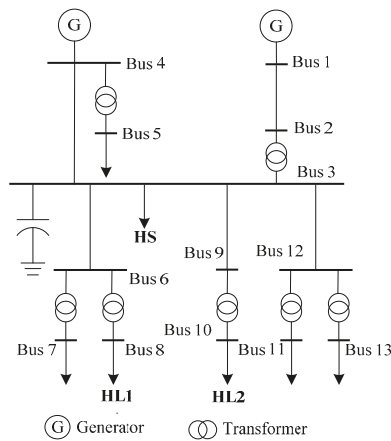 G
G
Bus 4
Bus 1
Bus 5
Bus 2
Bus 3
HS
Bus 9
Bus 12
Bus 6
Bus 10
Bus 7
Bus 8
Bus 11
Bus 13
HL1
HL2
G Generator
Transformer